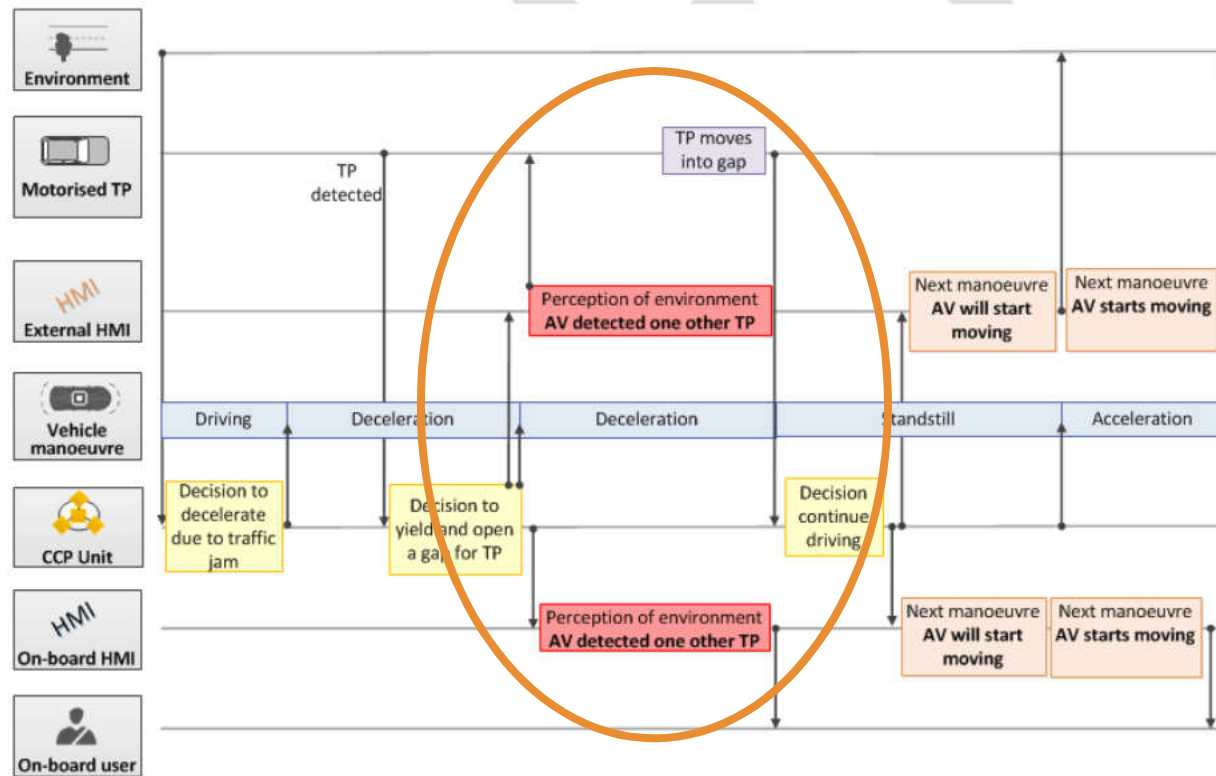 Environment
Motorised TP
TP
detected
TP moves
into gap
HMI
External HMI
Perception of environment
AV detected one other TP
Next manoeuvre
AV will start
moving
Next manoeuvre
AV starts moving
Vehicle
manoeuvre
Driving
Deceleration
Deceleration
Standstill
Acceleration
CCP Unit
Decision to
decelerate
due to traffic
jam
Decision to
yield and open
a gap for TP
Decision
continue
driving
HMI
On-board HMI
Perception of environment
AV detected one other TP
Next manoeuvre
AV will start
moving
Next manoeuvre
AV starts moving
On-board user